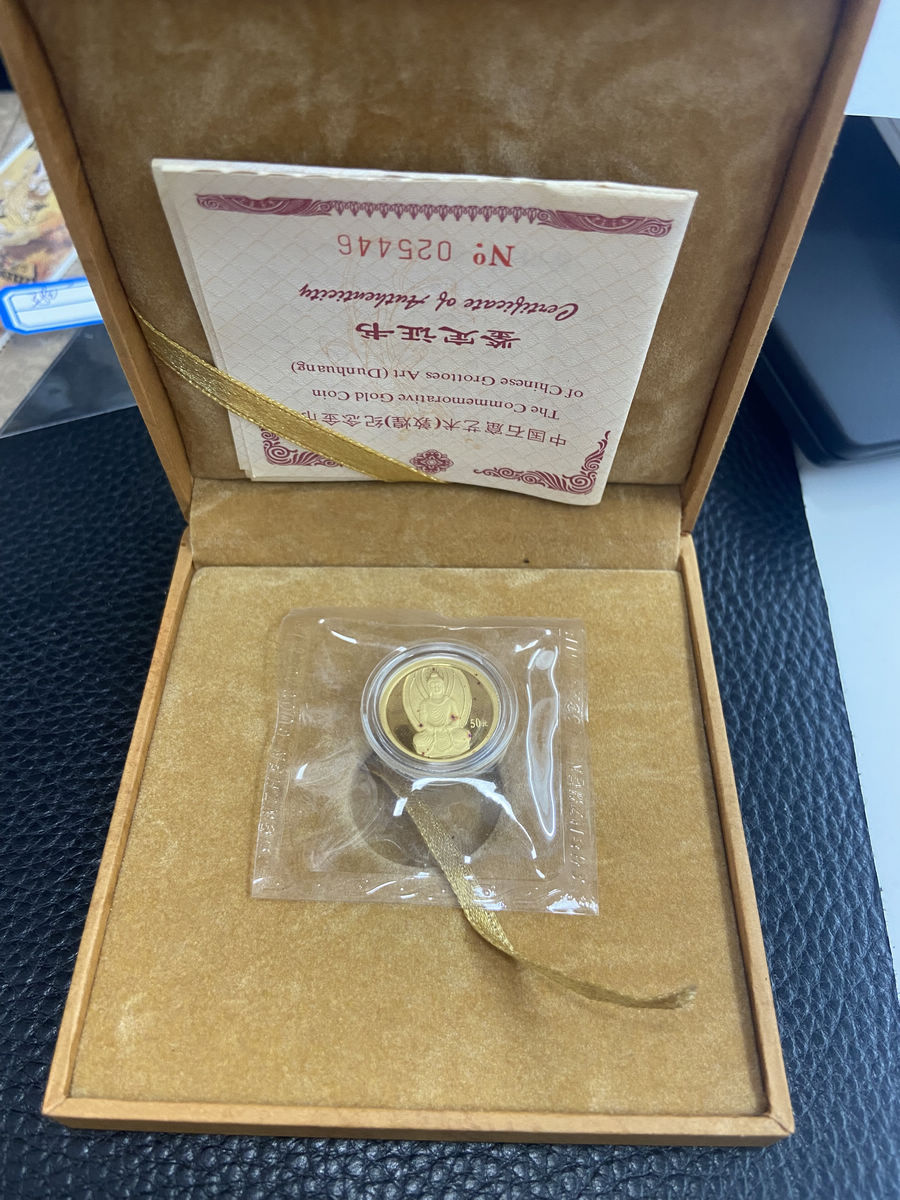 中国石窟艺术(敦煌)纪念金币
The Commemorative Gold Coin
of Chinese Grottoes Art (Dunhuang)
鉴定证书
Certificate of Authenticity
Nº 025446
50元